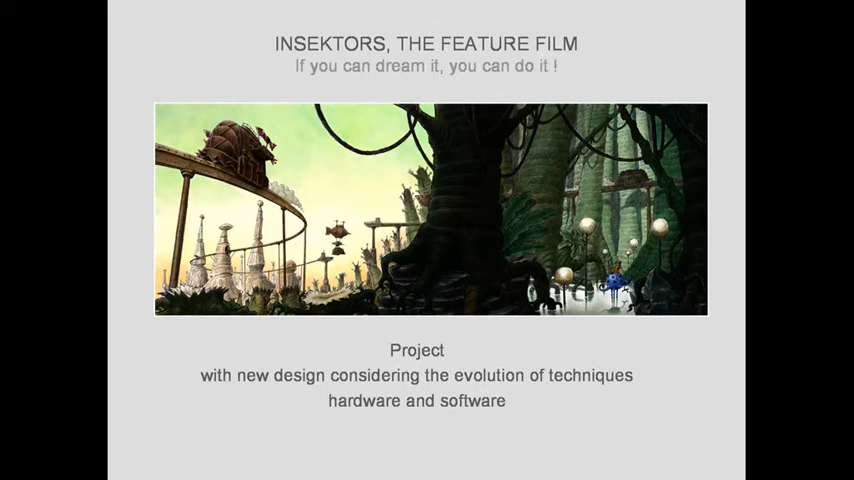 INSEKTORS, THE FEATURE FILM
If you can dream it, you can do it !
Project
with new design considering the evolution of techniques
hardware and software